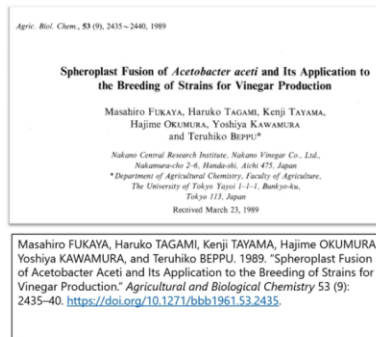 Agric. Biol. Chem., 53 (9), 2435~2440, 1989
Spheroplast Fusion of Acetobacter aceti and Its Application to
the Breeding of Strains for Vinegar Production
Masahiro FUKAYA, Haruko TAGAMI, Kenji TAYAMA,
Hajime OKUMURA, Yoshiya KAWAMURA
and Teruhiko BEPPU*
Nakano Central Research Institute, Nakano Vinegar Co., Ltd.,
Nakamura-cho 2-6, Handa-shi, Aichi 475, Japan
*Department of Agricultural Chemistry, Faculty of Agriculture,
The University of Tokyo Yayoi 1-1-1, Bunkyo-ku,
Tokyo 113, Japan
Received March 23, 1989
Masahiro FUKAYA, Haruko TAGAMI, Kenji TAYAMA, Hajime OKUMURA
Yoshiya KAWAMURA, and Teruhiko BEPPU. 1989. "Spheroplast Fusion
of Acetobacter Aceti and Its Application to the Breeding of Strains for
Vinegar Production." Agricultural and Biological Chemistry 53 (9):
2435–40. https://doi.org/10.1271/bbb1961.53.2435.